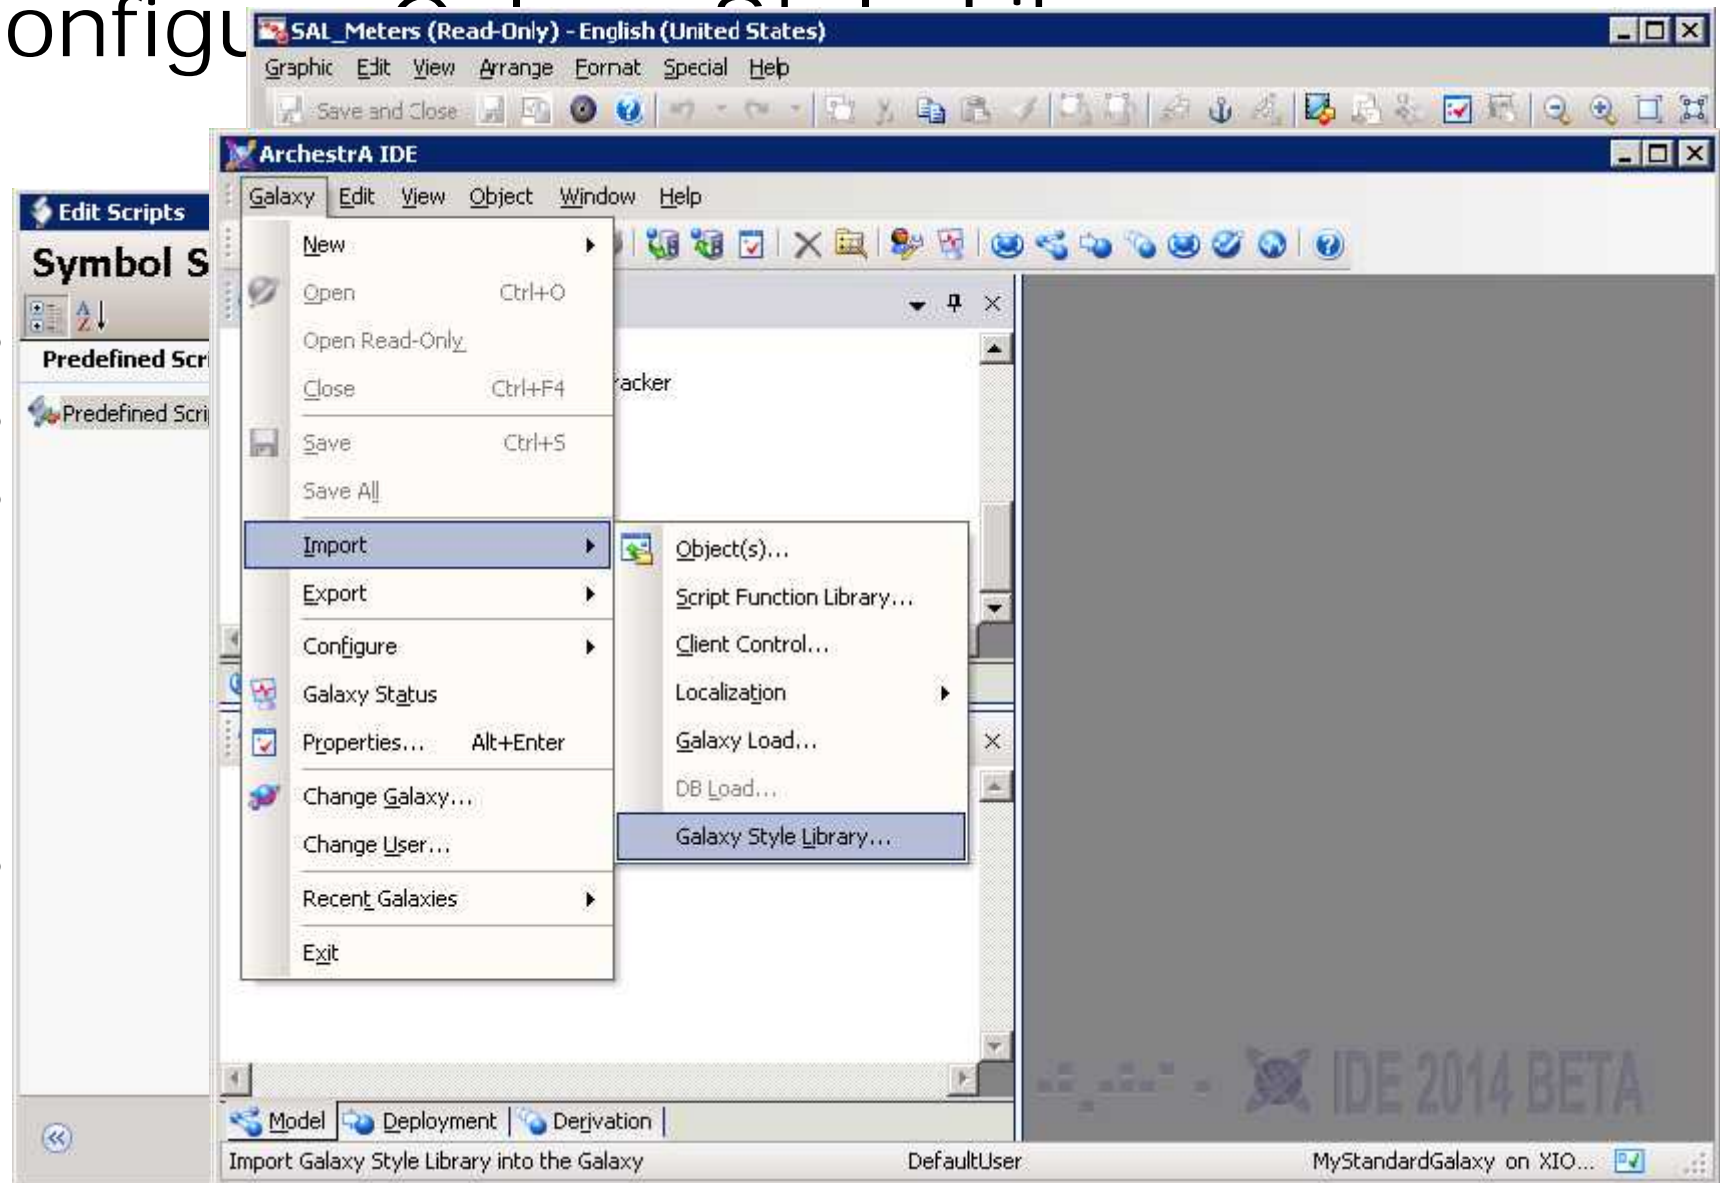 onfigu
SAL_Meters (Read-Only) - English (United States)
Graphic Edit View Arrange Format Special Help
Save and Close
ArchestrA IDE
Galaxy Edit View Object Window Help
Edit Scripts
Symbol S
Predefined Scri
Predefined Scri
New
Open Ctrl+O
Open Read-Only
Close Ctrl+F4
acker
Save Ctrl+S
Save All
Import
Export
Configure
Galaxy Status
Properties... Alt+Enter
Change Galaxy...
Change User...
Recent Galaxies
Exit
Object(s)...
Script Function Library...
Client Control...
Localization
Galaxy Load...
DB Load...
Galaxy Style Library...
IDE 2014 BETA
Model Deployment Derivation
Import Galaxy Style Library into the Galaxy DefaultUser MyStandardGalaxy on XIO...